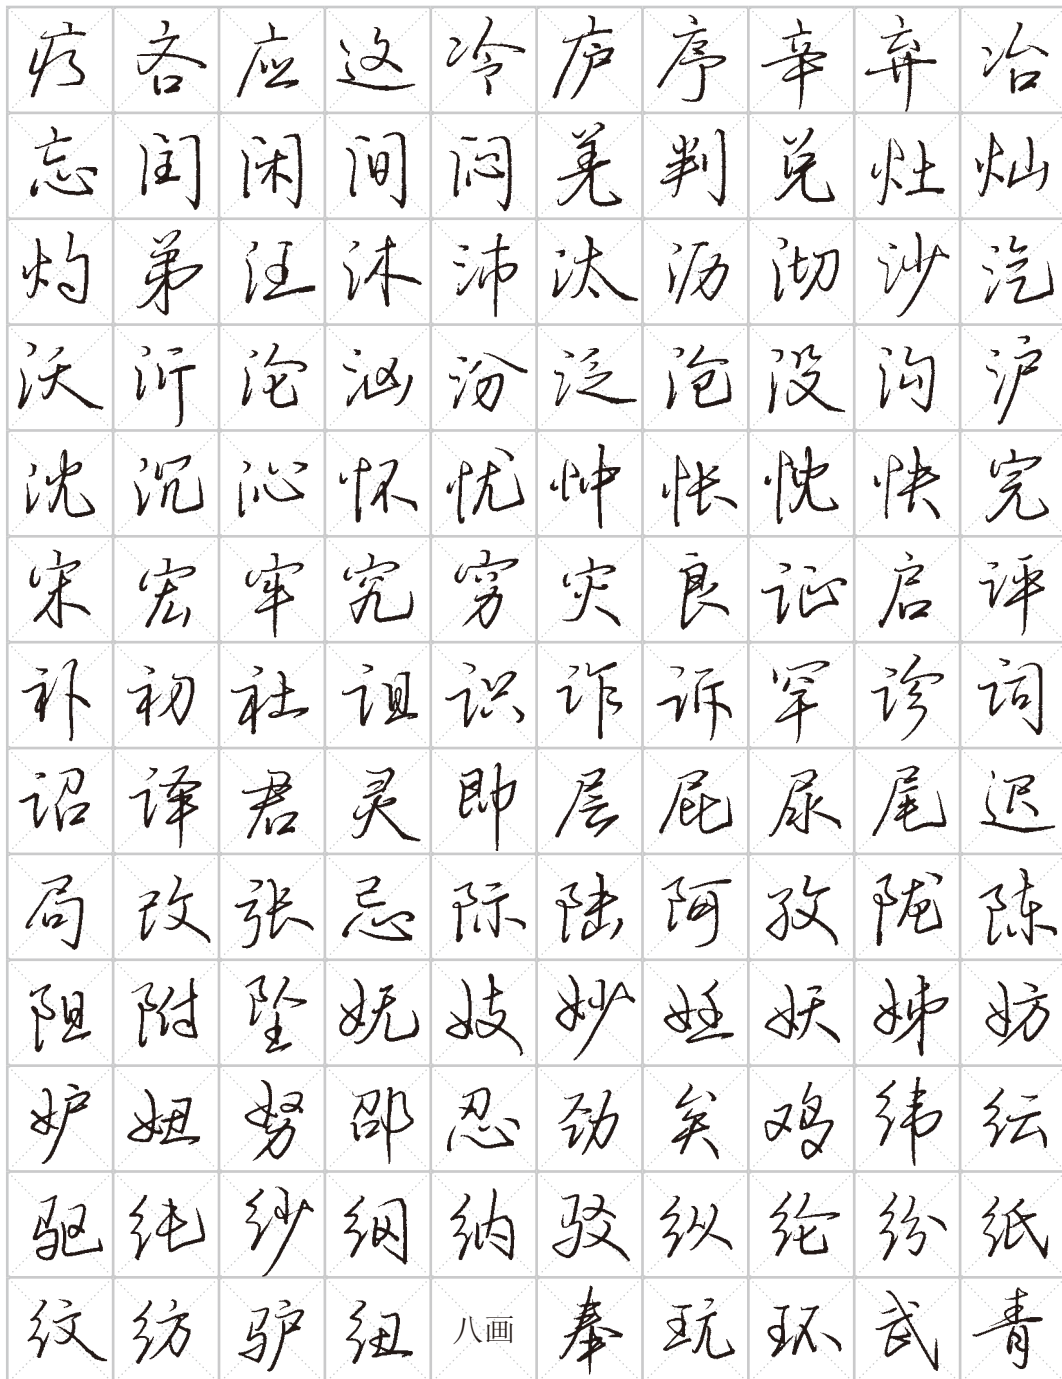 疗吝应这冷庐序辛弃冶
忘闰闲间闷羌判兑灶灿
灼弟汪沐沛汰沥沏沙汽
沃沂沦汹汾泛沧没沟沪
沈沉沁怀忧忡怅忱快完
宋宏牢究穷灾良证启评
补初社诅识诈诉罕诊词
诏译君灵即层屁尿尾迟
局改张忌际陆阿孜陇陈
阻附坠妩妓妙妊妖姊妨
妒妞努邵忍劲矣鸡纬纭
驱纯纱纲纳驳纵纶纷纸
纹纺驴纽八画奉玩环武青